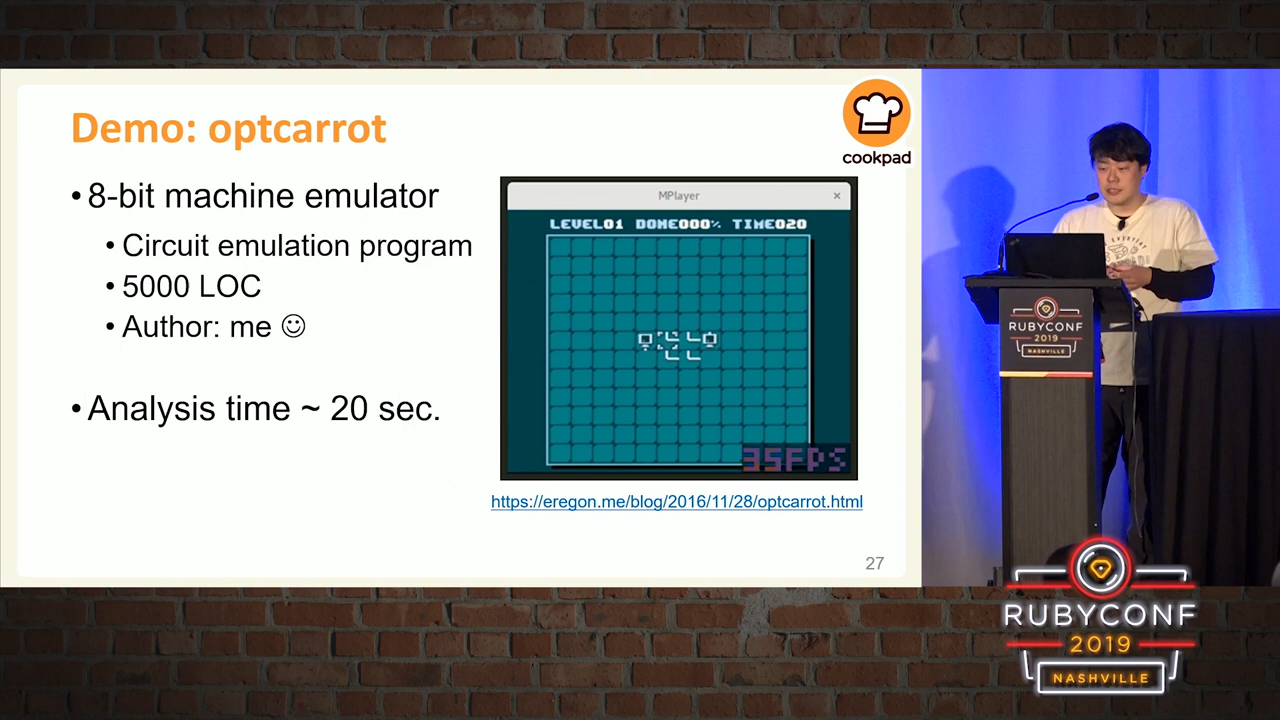 Demo: optcarrot
cookpad
• 8-bit machine emulator
• Circuit emulation program
• 5000 LOC
• Author: me ☺
• Analysis time ~ 20 sec.
MPlayer
LEVEL01 DONE000% TIME020
35FPS
https://eregon.me/blog/2016/11/28/optcarrot.html
27
RUBYCONF
2019
NASHVILLE
RUBYCONF
2019
NASHVILLE